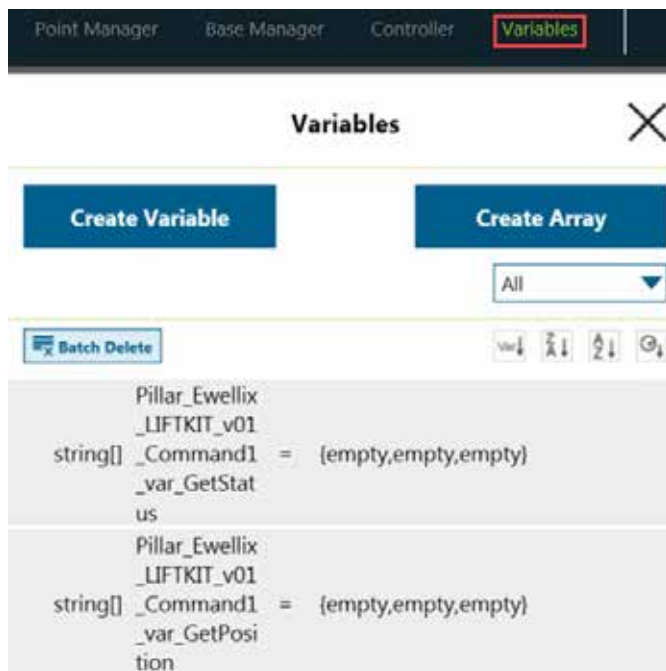 Point Manager Base Manager Controller Variables
Variables
Create Variable Create Array
All
Batch Delete Var Z A A Z
Pillar_Ewellix
_LIFTKIT_v01
string[] _Command1 = {empty,empty,empty}
_var_GetStat
us
Pillar_Ewellix
_LIFTKIT_v01
string[] _Command1 = {empty,empty,empty}
_var_GetPosi
tion